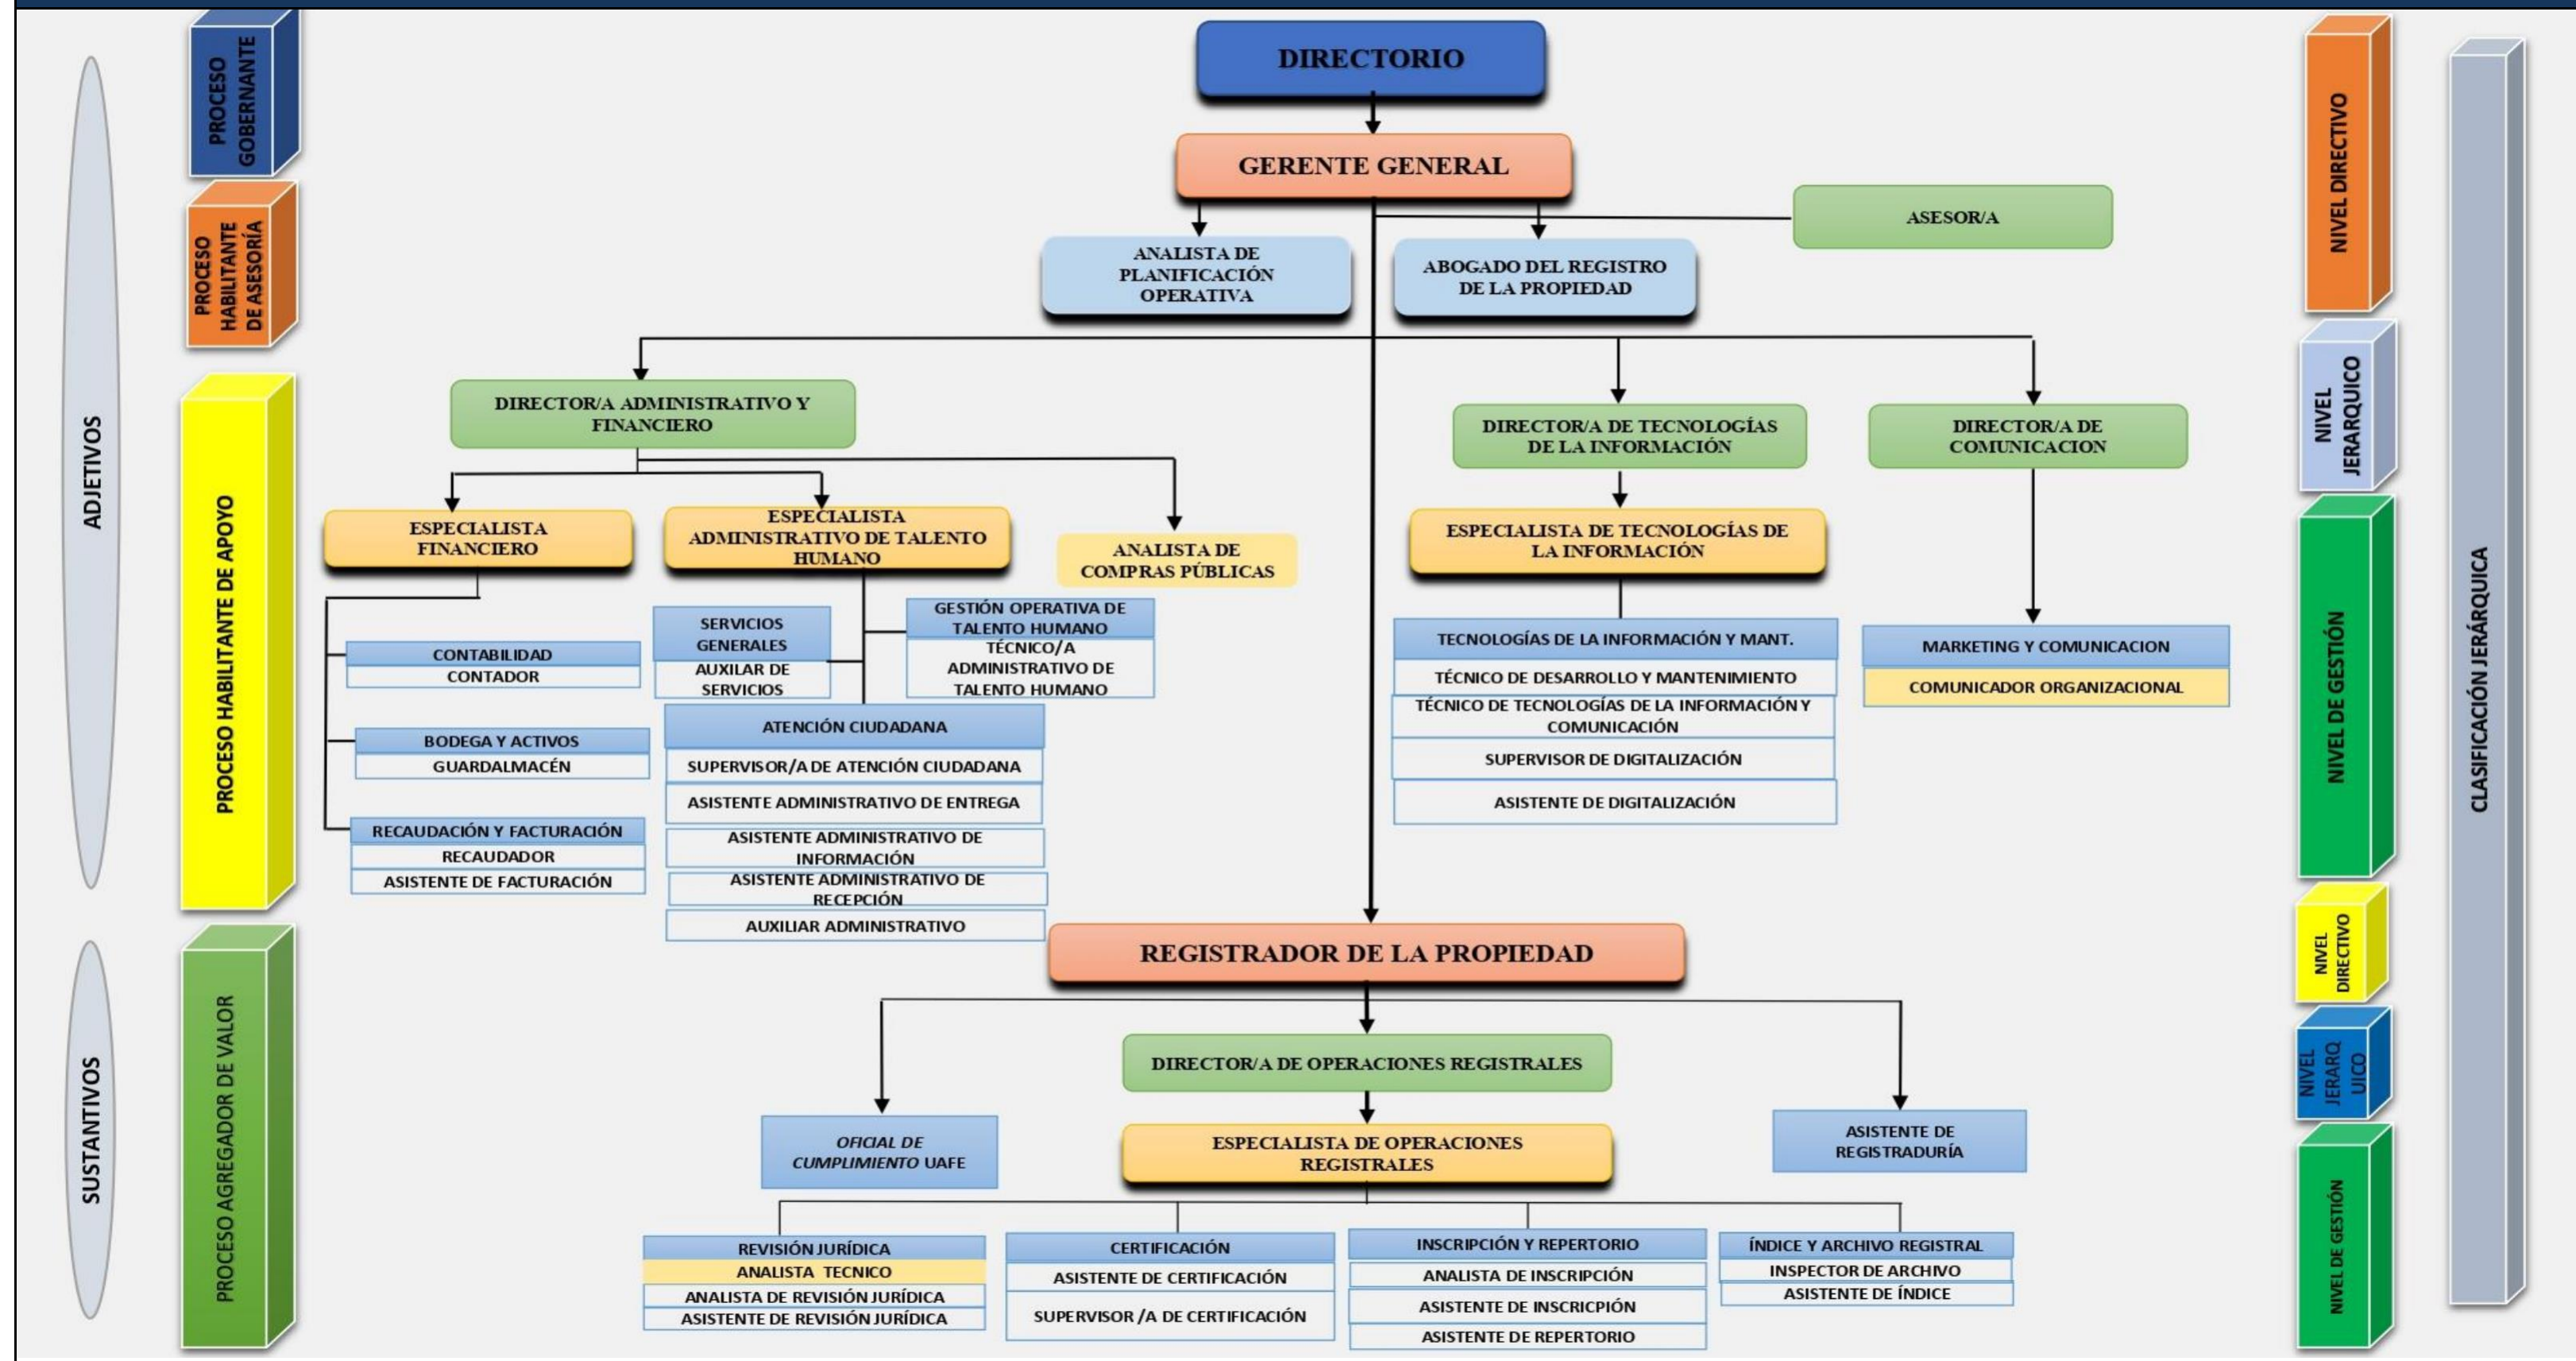 DIRECTORIO
GERENTE GENERAL
ASESOR/A
ANALISTA DE
PLANIFICACIÓN
OPERATIVA
ABOGADO DEL REGISTRO
DE LA PROPIEDAD
DIRECTOR/A ADMINISTRATIVO Y
FINANCIERO
DIRECTOR/A DE TECNOLOGÍAS
DE LA INFORMACIÓN
DIRECTOR/A DE
COMUNICACION
ESPECIALISTA
FINANCIERO
ESPECIALISTA
ADMINISTRATIVO DE TALENTO
HUMANO
ANALISTA DE
COMPRAS PÚBLICAS
ESPECIALISTA DE TECNOLOGÍAS DE
LA INFORMACIÓN
CONTABILIDAD
CONTADOR
BODEGA Y ACTIVOS
GUARDALMACÉN
RECAUDACIÓN Y FACTURACIÓN
RECAUDADOR
ASISTENTE DE FACTURACIÓN
SERVICIOS
GENERALES
AUXILAR DE
SERVICIOS
GESTIÓN OPERATIVA DE
TALENTO HUMANO
TÉCNICO/A
ADMINISTRATIVO DE
TALENTO HUMANO
ATENCIÓN CIUDADANA
SUPERVISOR/A DE ATENCIÓN CIUDADANA
ASISTENTE ADMINISTRATIVO DE ENTREGA
ASISTENTE ADMINISTRATIVO DE
INFORMACIÓN
ASISTENTE ADMINISTRATIVO DE
RECEPCIÓN
AUXILIAR ADMINISTRATIVO
TECNOLOGÍAS DE LA INFORMACIÓN Y MANT.
TÉCNICO DE DESARROLLO Y MANTENIMIENTO
TÉCNICO DE TECNOLOGÍAS DE LA INFORMACIÓN Y
COMUNICACIÓN
SUPERVISOR DE DIGITALIZACIÓN
ASISTENTE DE DIGITALIZACIÓN
MARKETING Y COMUNICACION
COMUNICADOR ORGANIZACIONAL
REGISTRADOR DE LA PROPIEDAD
DIRECTOR/A DE OPERACIONES REGISTRALES
OFICIAL DE
CUMPLIMIENTO UAFE
ESPECIALISTA DE OPERACIONES
REGISTRALES
ASISTENTE DE
REGISTRADURÍA
REVISIÓN JURÍDICA
ANALISTA TECNICO
ANALISTA DE REVISIÓN JURÍDICA
ASISTENTE DE REVISIÓN JURÍDICA
CERTIFICACIÓN
ASISTENTE DE CERTIFICACIÓN
SUPERVISOR /A DE CERTIFICACIÓN
INSCRIPCIÓN Y REPERTORIO
ANALISTA DE INSCRIPCIÓN
ASISTENTE DE INSCRICPIÓN
ASISTENTE DE REPERTORIO
ÍNDICE Y ARCHIVO REGISTRAL
INSPECTOR DE ARCHIVO
ASISTENTE DE ÍNDICE
ADJETIVOS
SUSTANTIVOS
PROCESO
GOBERNANTE
PROCESO
HABILITANTE
DE ASESORÍA
PROCESO HABILITANTE DE APOYO
PROCESO AGREGADOR DE VALOR
NIVEL DIRECTIVO
NIVEL
JERARQUICO
NIVEL DE GESTIÓN
NIVEL
DIRECTIVO
NIVEL
JERARQ
UICO
NIVEL DE GESTIÓN
CLASIFICACIÓN JERÁRQUICA